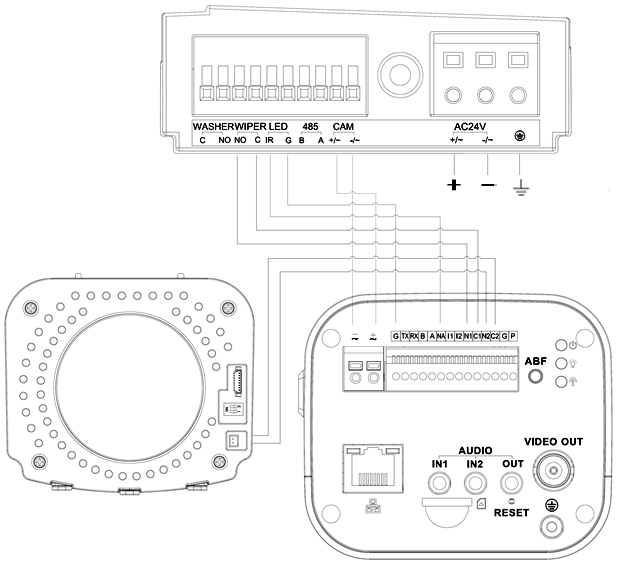 WASHER WIPER LED 485 CAM
C NO NO C IR G B A +/~ -/~
AC24V
+/~ -/~
+ −
− +
~ ~
G TX RX B A NA I1 I2 N1 C1 N2 C2 G P
ABF
VIDEO OUT
AUDIO
IN1 IN2 OUT
RESET